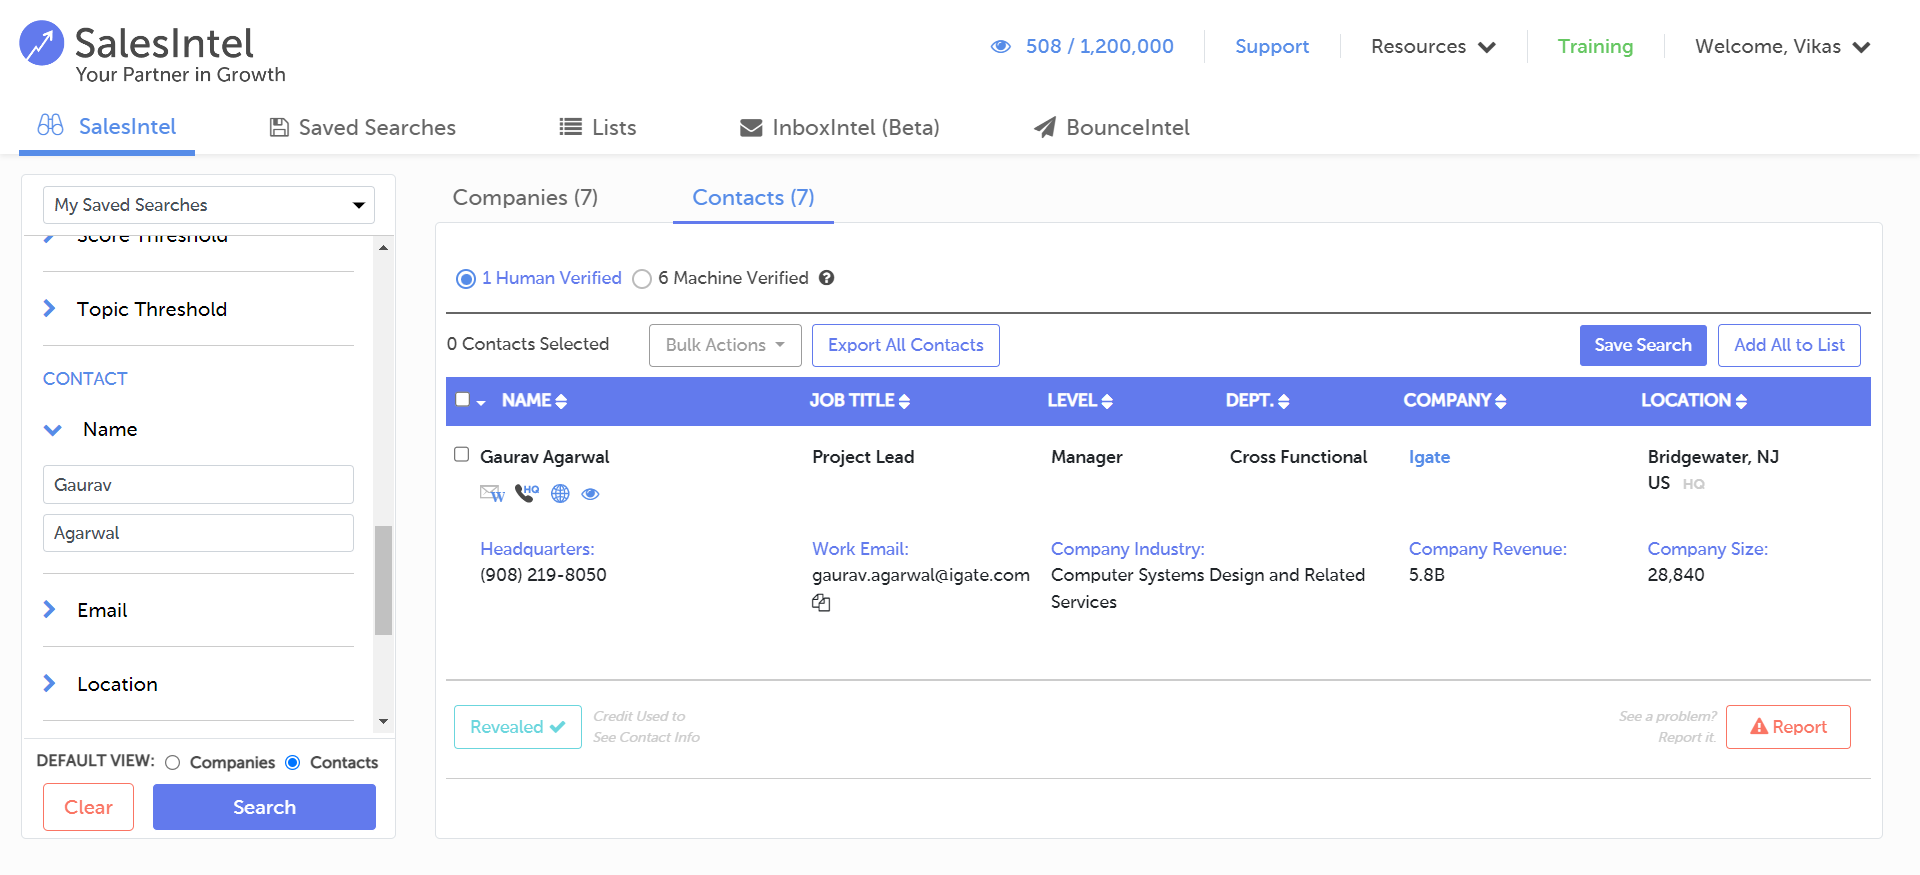 SalesIntel
Your Partner in Growth
508 / 1,200,000
Support
Resources
Training
Welcome, Vikas
SalesIntel
Saved Searches
Lists
InboxIntel (Beta)
BounceIntel
My Saved Searches
Score Threshold
Topic Threshold
CONTACT
Name
Gaurav
Agarwal
Email
Location
DEFAULT VIEW: Companies Contacts
Clear
Search
Companies (7)
Contacts (7)
1 Human Verified
6 Machine Verified
0 Contacts Selected
Bulk Actions
Export All Contacts
Save Search
Add All to List
NAME JOB TITLE LEVEL DEPT. COMPANY LOCATION
Gaurav Agarwal Project Lead Manager Cross Functional Igate Bridgewater, NJ
US HQ
W HQ
Headquarters: Work Email: Company Industry: Company Revenue: Company Size:
(908) 219-8050 gaurav.agarwal@igate.com Computer Systems Design and Related 5.8B 28,840
Services
Revealed
Credit Used to
See Contact Info
See a problem?
Report it.
Report